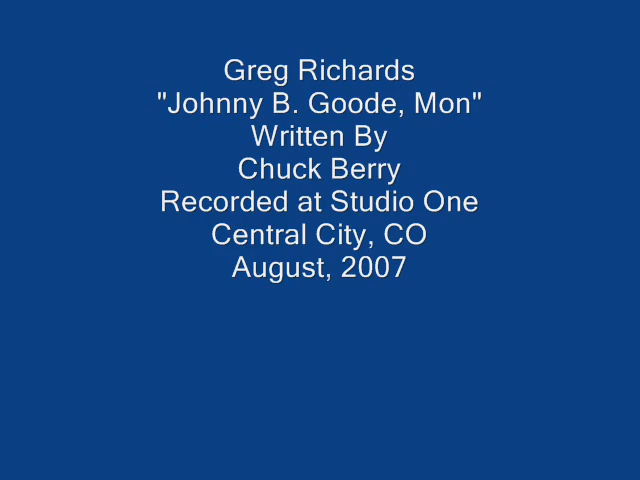 Greg Richards
"Johnny B. Goode, Mon"
Written By
Chuck Berry
Recorded at Studio One
Central City, CO
August, 2007